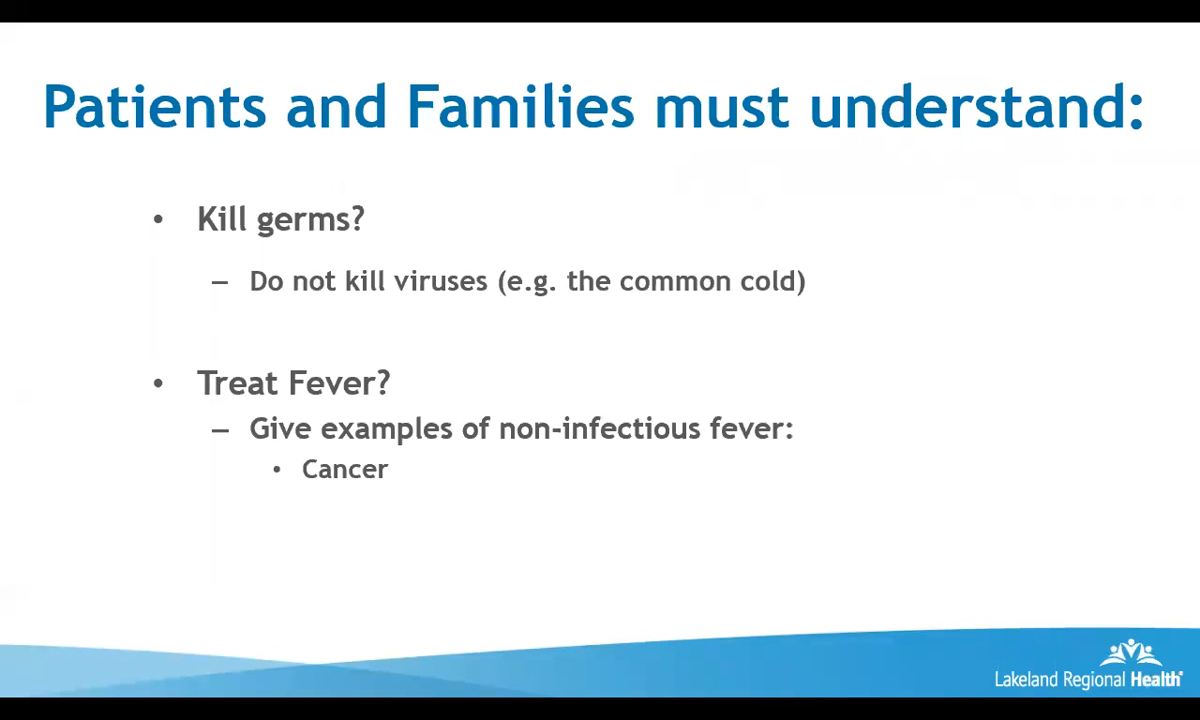 Patients and Families must understand:
• Kill germs?
– Do not kill viruses (e.g. the common cold)
• Treat Fever?
– Give examples of non-infectious fever:
• Cancer
Lakeland Regional Health